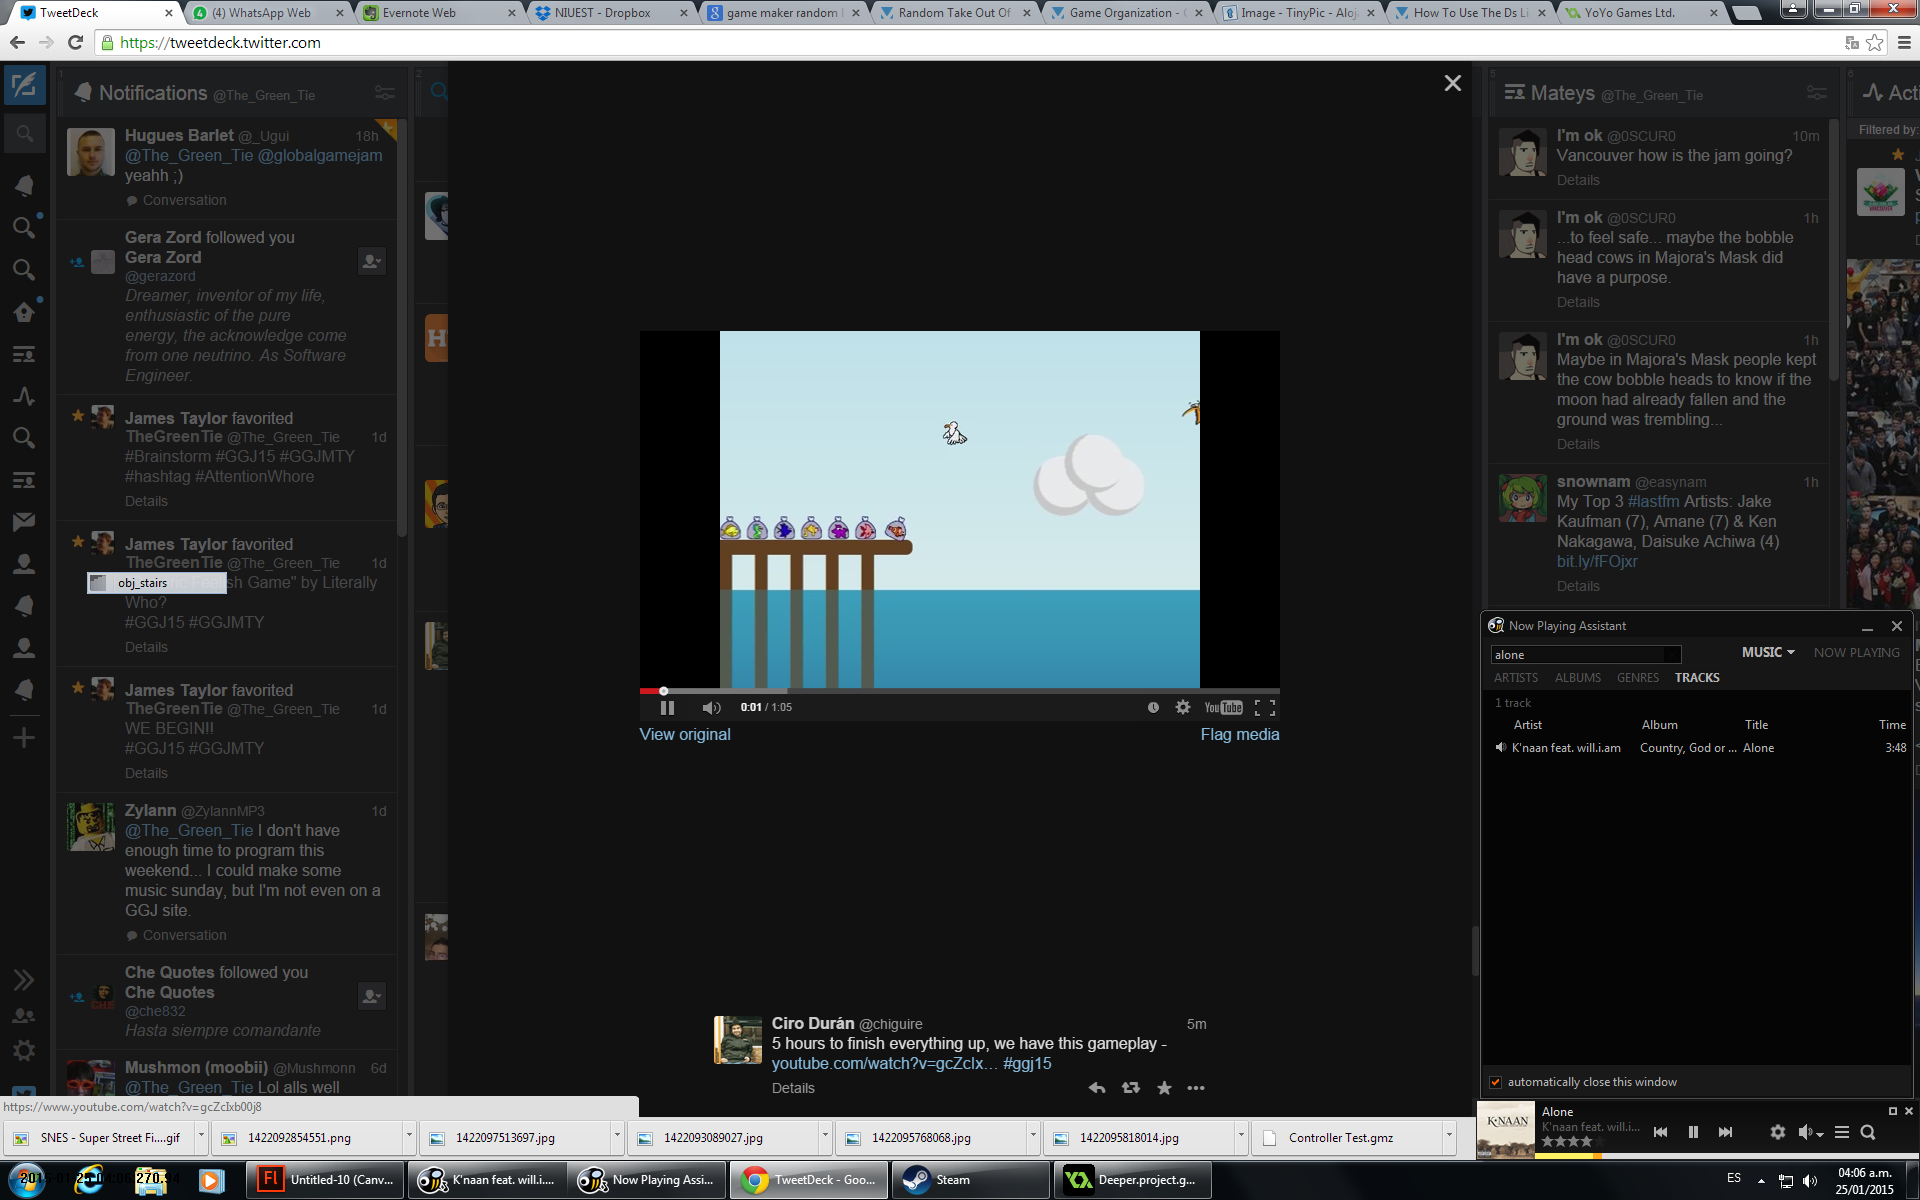 TweetDeck
(4) WhatsApp Web
Evernote Web
NIUEST - Dropbox
game maker random
Random Take Out Of
Game Organization -
Image - TinyPic - Aloj
How To Use The Ds Li
YoYo Games Ltd.
https://tweetdeck.twitter.com
1
Notifications @The_Green_Tie
Hugues Barlet @_Ugui 18h
@The_Green_Tie @globalgamejam
yeahh ;)
Conversation
Gera Zord followed you
Gera Zord
@gerazord
Dreamer, inventor of my life,
enthusiastic of the pure
energy, the acknowledge come
from one neutrino. As Software
Engineer.
James Taylor favorited
TheGreenTie @The_Green_Tie 1d
#Brainstorm #GGJ15 #GGJMTY
#hashtag #AttentionWhore
Details
James Taylor favorited
TheGreenTie @The_Green_Tie 1d
sh Game" by Literally
Who?
#GGJ15 #GGJMTY
Details
obj_stairs
James Taylor favorited
TheGreenTie @The_Green_Tie 1d
WE BEGIN!!
#GGJ15 #GGJMTY
Details
Zylann @ZylannMP3 1d
@The_Green_Tie I don't have
enough time to program this
weekend... I could make some
music sunday, but I'm not even on a
GGJ site.
Conversation
Che Quotes followed you
Che Quotes
@che832
Hasta siempre comandante
Mushmon (moobii) @Mushmonn 6d
@The_Green_Tie Lol alls well
2
0:01 / 1:05
YouTube
View original
Flag media
Ciro Durán @chiguire 5m
5 hours to finish everything up, we have this gameplay -
youtube.com/watch?v=gcZcIx... #ggj15
Details
5
Mateys @The_Green_Tie
I'm ok @0SCUR0 10m
Vancouver how is the jam going?
Details
I'm ok @0SCUR0 1h
...to feel safe... maybe the bobble
head cows in Majora's Mask did
have a purpose.
Details
I'm ok @0SCUR0 1h
Maybe in Majora's Mask people kept
the cow bobble heads to know if the
moon had already fallen and the
ground was trembling...
Details
snownam @easynam 1h
My Top 3 #lastfm Artists: Jake
Kaufman (7), Amane (7) & Ken
Nakagawa, Daisuke Achiwa (4)
bit.ly/fFOjxr
Details
6
Acti
Filtered by:
Now Playing Assistant
alone
MUSIC
NOW PLAYING
ARTISTS ALBUMS GENRES TRACKS
1 track
Artist Album Title Time
K'naan feat. will.i.am Country, God or ... Alone 3:48
automatically close this window
K'NAAN
Alone
K'naan feat. will.i...
https://www.youtube.com/watch?v=gcZcIxb00j8
SNES - Super Street Fi....gif
1422092854551.png
1422097513697.jpg
1422093089027.jpg
1422095768068.jpg
1422095818014.jpg
Controller Test.gmz
Fl
Untitled-10 (Canv...
K'naan feat. will.i....
Now Playing Assi...
TweetDeck - Goo...
Steam
Deeper.project.g...
ES
04:06 a.m.
25/01/2015